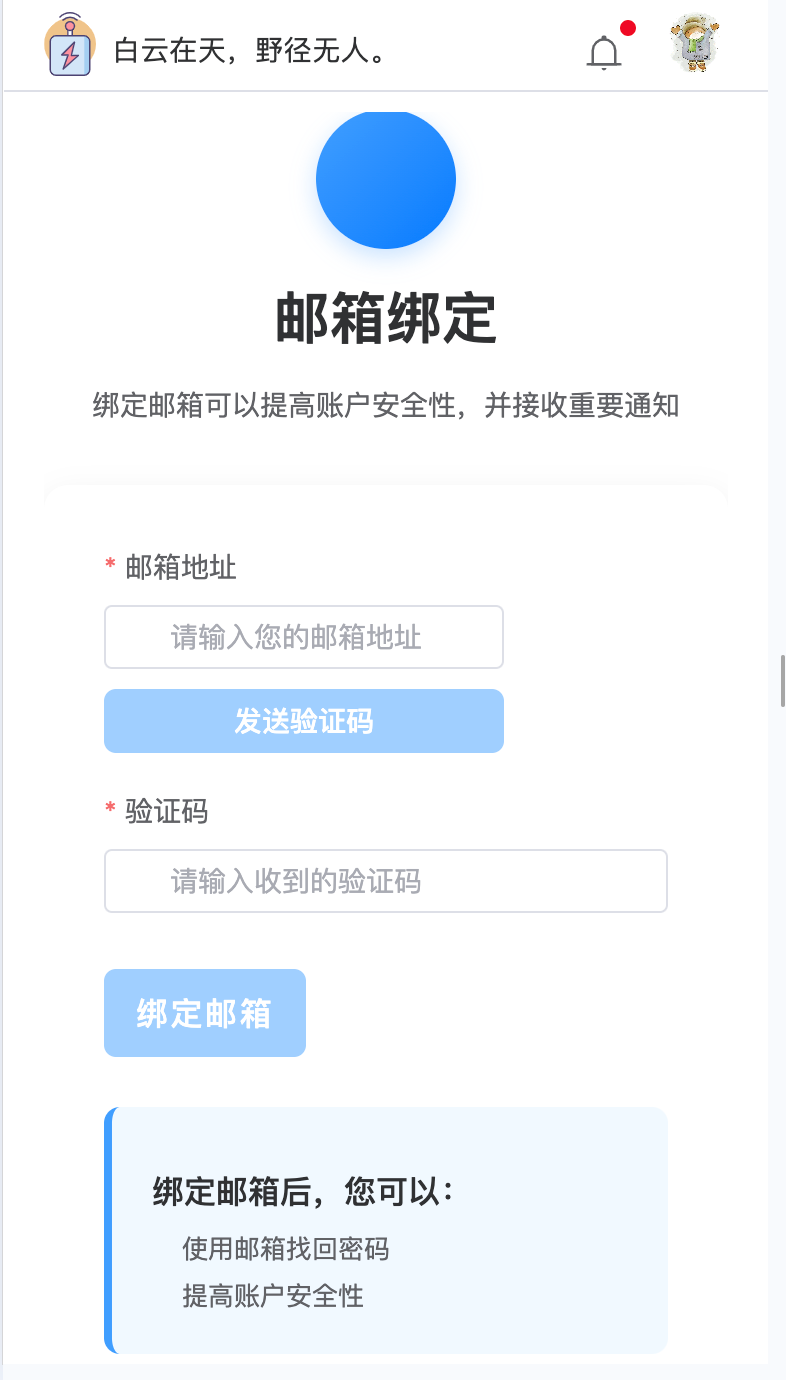 白云在天，野径无人。
邮箱绑定
绑定邮箱可以提高账户安全性，并接收重要通知
* 邮箱地址
请输入您的邮箱地址
发送验证码
* 验证码
请输入收到的验证码
绑定邮箱
绑定邮箱后，您可以：
使用邮箱找回密码
提高账户安全性